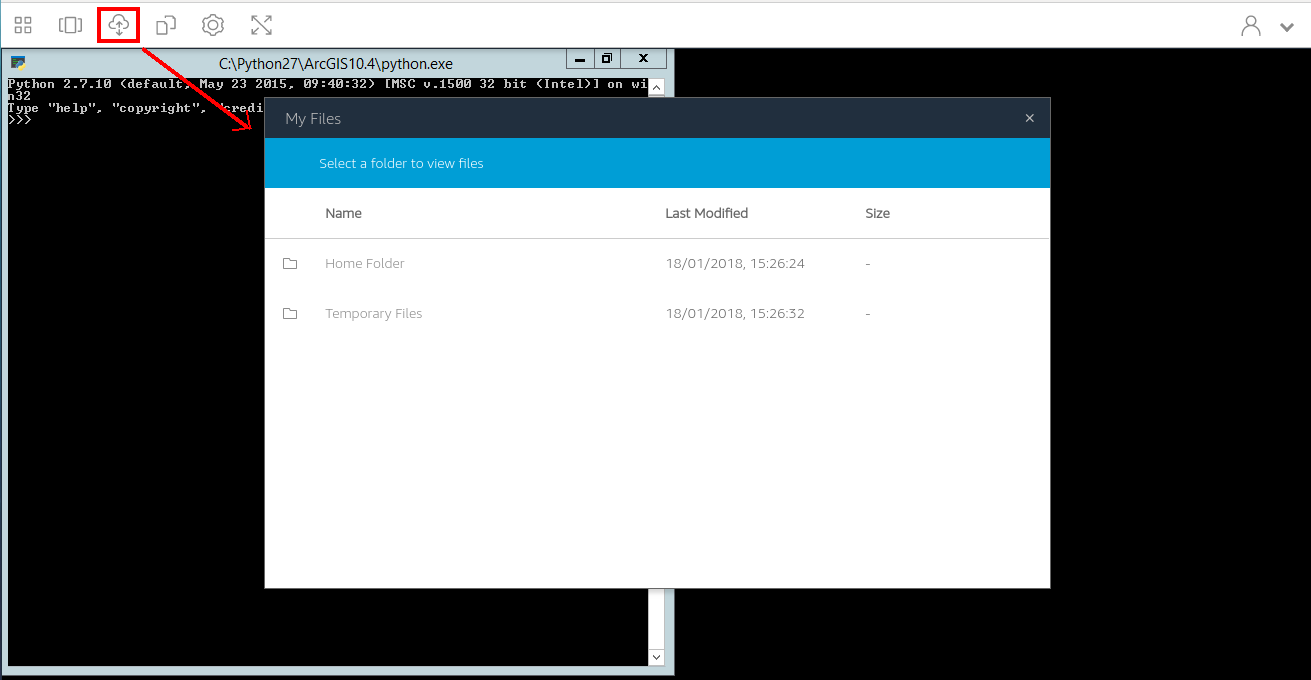 C:\Python27\ArcGIS10.4\python.exe
Python 2.7.10 (default, May 23 2015, 09:40:32) [MSC v.1500 32 bit (Intel)] on wi
n32
Type "help", "copyright", "credi
>>>
My Files
Select a folder to view files
Name Last Modified Size
Home Folder 18/01/2018, 15:26:24 -
Temporary Files 18/01/2018, 15:26:32 -